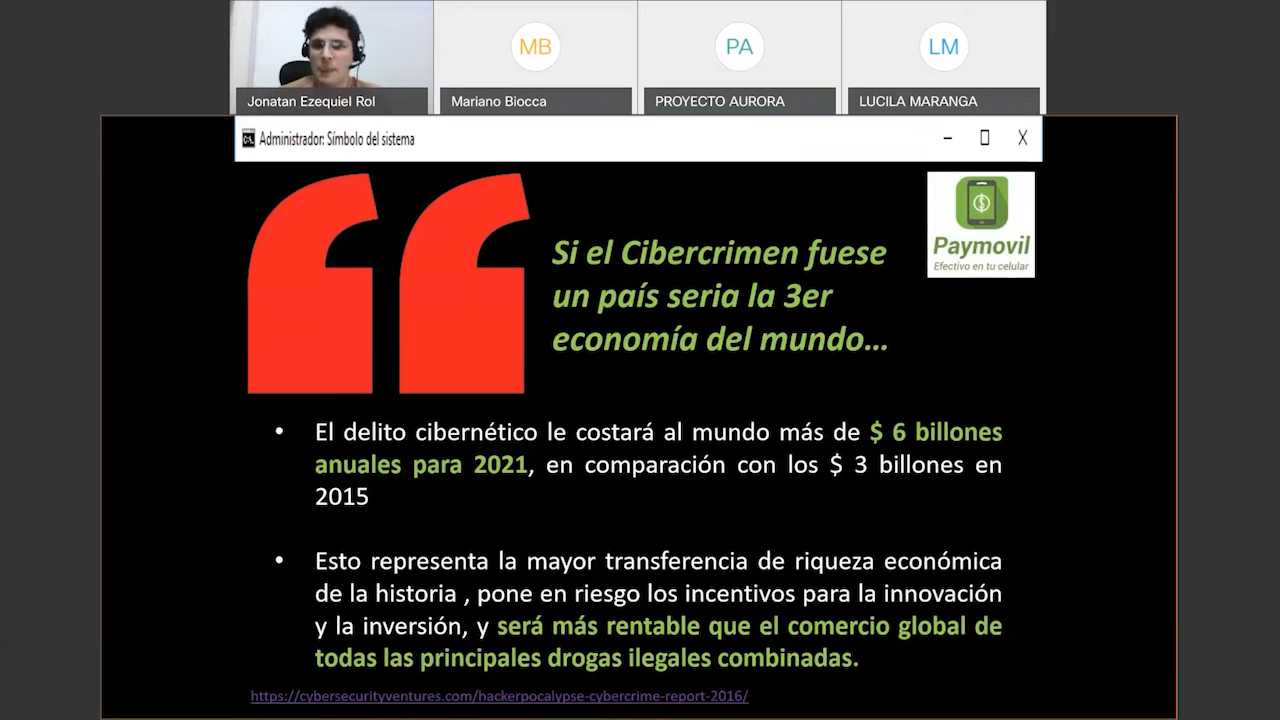 MB
PA
LM
Jonatan Ezequiel Rol
Mariano Biocca
PROYECTO AURORA
LUCILA MARANGA
Administrador: Símbolo del sistema
Paymovil
Efectivo en tu celular
Si el Cibercrimen fuese
un país seria la 3er
economía del mundo...
• El delito cibernético le costará al mundo más de $ 6 billones
anuales para 2021, en comparación con los $ 3 billones en
2015
• Esto representa la mayor transferencia de riqueza económica
de la historia , pone en riesgo los incentivos para la innovación
y la inversión, y será más rentable que el comercio global de
todas las principales drogas ilegales combinadas.
https://cybersecurityventures.com/hackerpocalypse-cybercrime-report-2016/